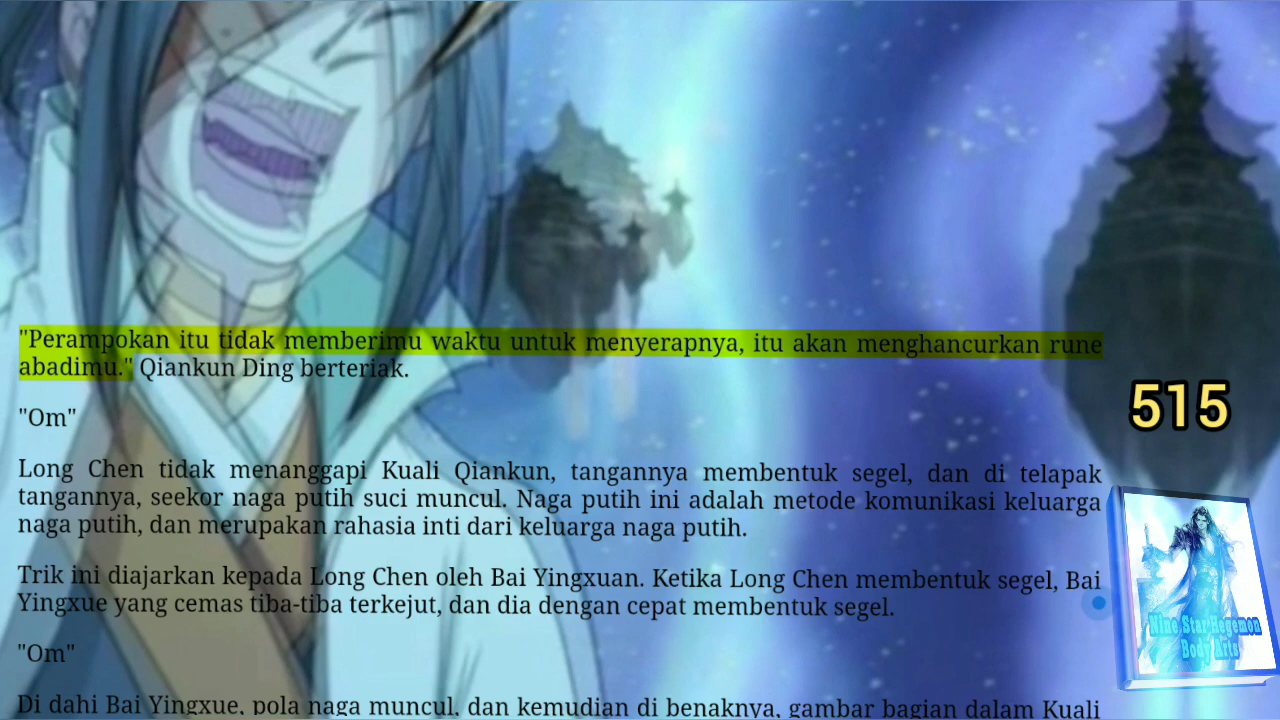 "Perampokan itu tidak memberimu waktu untuk menyerapnya, itu akan menghancurkan rune
abadimu." Qiankun Ding berteriak.
"Om"
Long Chen tidak menanggapi Kuali Qiankun, tangannya membentuk segel, dan di telapak
tangannya, seekor naga putih suci muncul. Naga putih ini adalah metode komunikasi keluarga
naga putih, dan merupakan rahasia inti dari keluarga naga putih.
Trik ini diajarkan kepada Long Chen oleh Bai Yingxuan. Ketika Long Chen membentuk segel, Bai
Yingxue yang cemas tiba-tiba terkejut, dan dia dengan cepat membentuk segel.
"Om"
Di dahi Bai Yingxue, pola naga muncul, dan kemudian di benaknya, gambar bagian dalam Kuali
515
Nine Star Hegemon
Body Arts